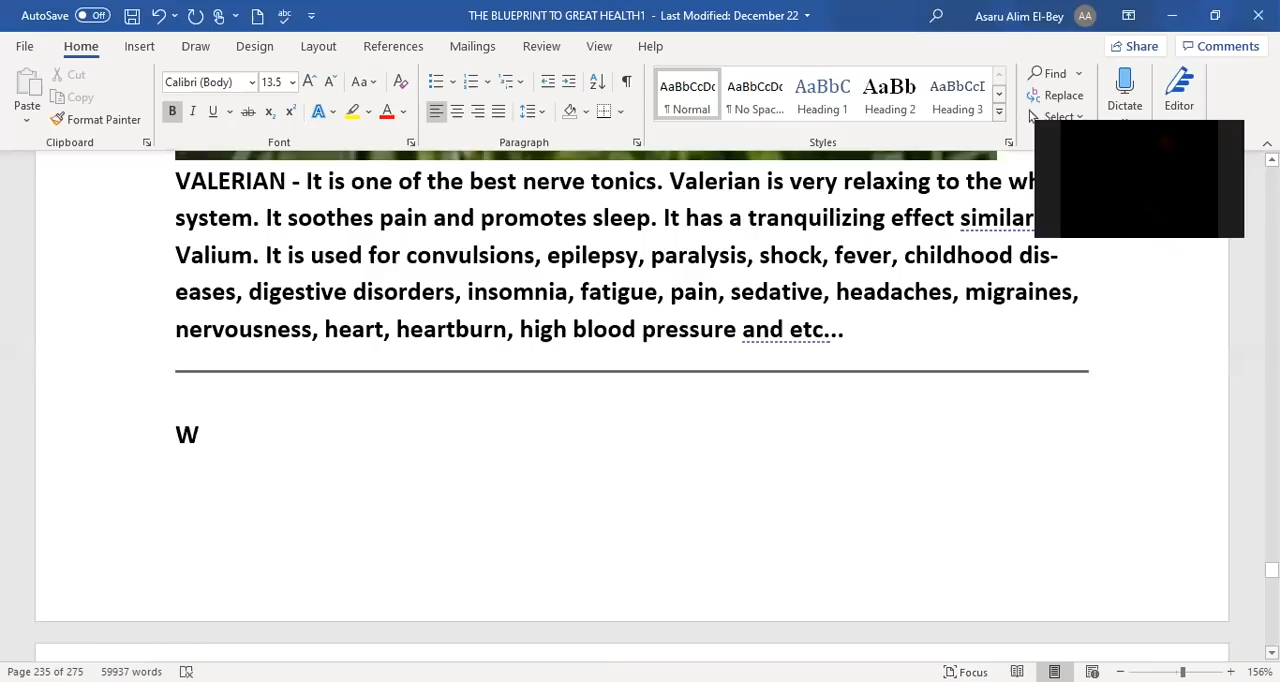 AutoSave Off THE BLUEPRINT TO GREAT HEALTH1 - Last Modified: December 22 Asaru Alim El-Bey AA
File Home Insert Draw Design Layout References Mailings Review View Help Share Comments
Paste Cut Copy Format Painter
Calibri (Body) 13.5
AaBbCcDc AaBbCcDc AaBbC AaBb AaBbCcI
¶ Normal ¶ No Spac... Heading 1 Heading 2 Heading 3
Find Replace Select
Dictate Editor
Clipboard Font Paragraph Styles
VALERIAN - It is one of the best nerve tonics. Valerian is very relaxing to the
system. It soothes pain and promotes sleep. It has a tranquilizing effect similar
Valium. It is used for convulsions, epilepsy, paralysis, shock, fever, childhood dis-
eases, digestive disorders, insomnia, fatigue, pain, sedative, headaches, migraines,
nervousness, heart, heartburn, high blood pressure and etc...
W
Page 235 of 275 59937 words Focus 156%